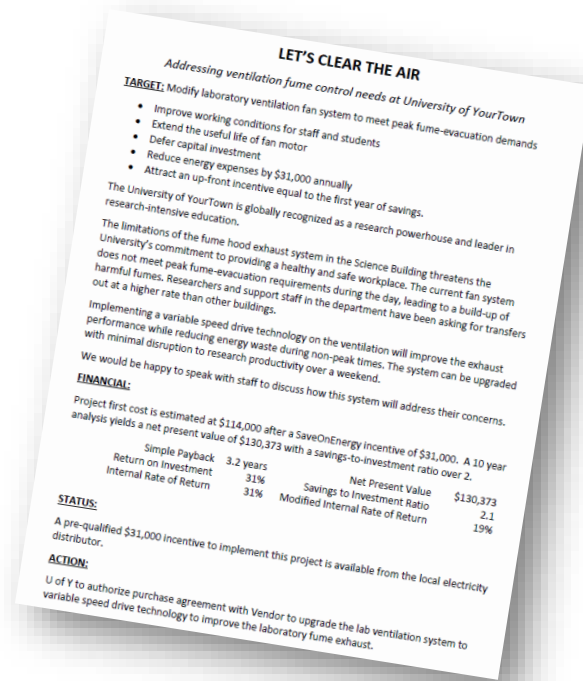 LET'S CLEAR THE AIR
Addressing ventilation fume control needs at University of YourTown
TARGET: Modify laboratory ventilation fan system to meet peak fume-evacuation demands
• Improve working conditions for staff and students
• Extend the useful life of fan motor
• Defer capital investment
• Reduce energy expenses by $31,000 annually
• Attract an up-front incentive equal to the first year of savings.
The University of YourTown is globally recognized as a research powerhouse and leader in
research-intensive education.
The limitations of the fume hood exhaust system in the Science Building threatens the
University's commitment to providing a healthy and safe workplace. The current fan system
does not meet peak fume-evacuation requirements during the day, leading to a build-up of
harmful fumes. Researchers and support staff in the department have been asking for transfers
out at a higher rate than other buildings.
Implementing a variable speed drive technology on the ventilation will improve the exhaust
performance while reducing energy waste during non-peak times. The system can be upgraded
with minimal disruption to research productivity over a weekend.
We would be happy to speak with staff to discuss how this system will address their concerns.
FINANCIAL:
Project first cost is estimated at $114,000 after a SaveOnEnergy incentive of $31,000. A 10 year
analysis yields a net present value of $130,373 with a savings-to-investment ratio over 2.
Simple Payback 3.2 years Net Present Value $130,373
Return on Investment 31% Savings to Investment Ratio 2.1
Internal Rate of Return 31% Modified Internal Rate of Return 19%
STATUS:
A pre-qualified $31,000 incentive to implement this project is available from the local electricity
distributor.
ACTION:
U of Y to authorize purchase agreement with Vendor to upgrade the lab ventilation system to
variable speed drive technology to improve the laboratory fume exhaust.